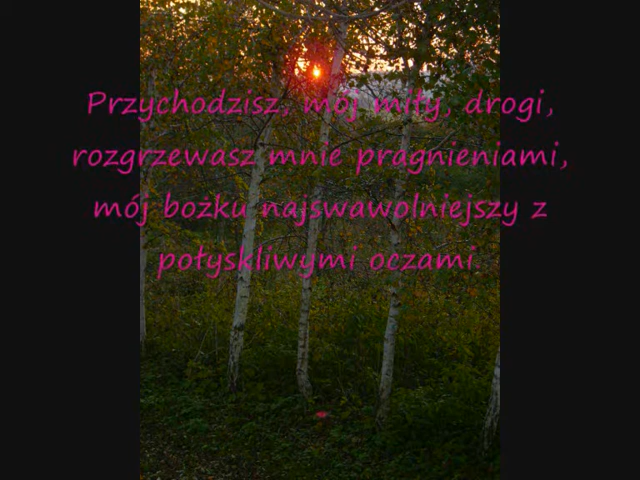 Przychodzisz, mój miły, drogi,
rozgrzewasz mnie pragnieniami,
mój bożku najswawolniejszy z
połyskliwymi oczami.